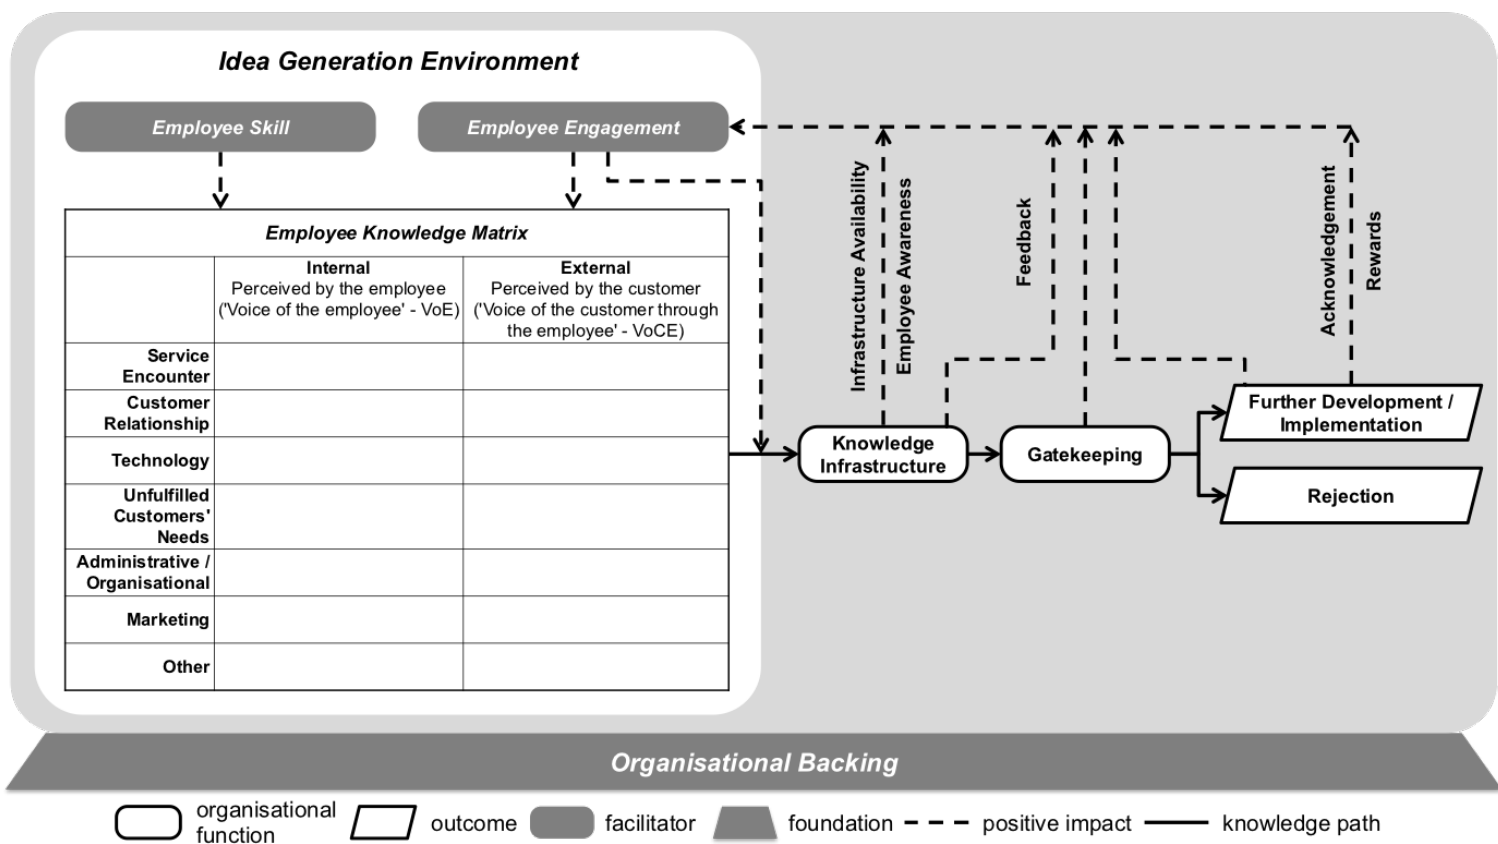 Idea Generation Environment
Employee Skill
Employee Engagement
Employee Knowledge Matrix
Internal
Perceived by the employee
('Voice of the employee' - VoE)
External
Perceived by the customer
('Voice of the customer through
the employee' - VoCE)
Service
Encounter
Customer
Relationship
Technology
Unfulfilled
Customers'
Needs
Administrative /
Organisational
Marketing
Other
Infrastructure Availability
Employee Awareness
Feedback
Acknowledgement
Rewards
Knowledge
Infrastructure
Gatekeeping
Further Development /
Implementation
Rejection
Organisational Backing
organisational
function
outcome
facilitator
foundation
positive impact
knowledge path